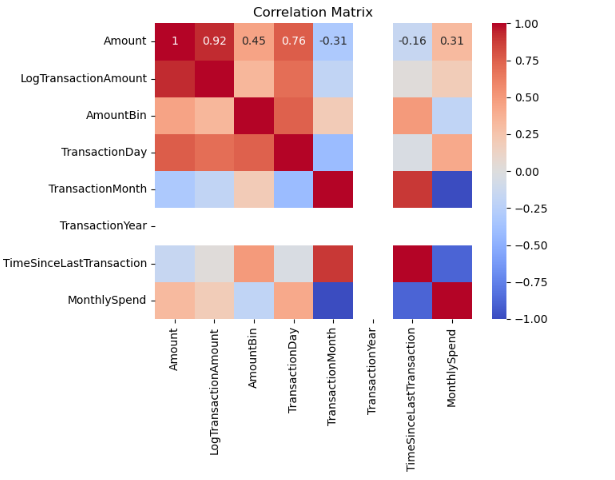 Correlation Matrix
Amount
1 0.92 0.45 0.76 -0.31 -0.16 0.31
LogTransactionAmount
AmountBin
TransactionDay
TransactionMonth
TransactionYear
TimeSinceLastTransaction
MonthlySpend
Amount
LogTransactionAmount
AmountBin
TransactionDay
TransactionMonth
TransactionYear
TimeSinceLastTransaction
MonthlySpend
1.00
0.75
0.50
0.25
0.00
−0.25
−0.50
−0.75
−1.00